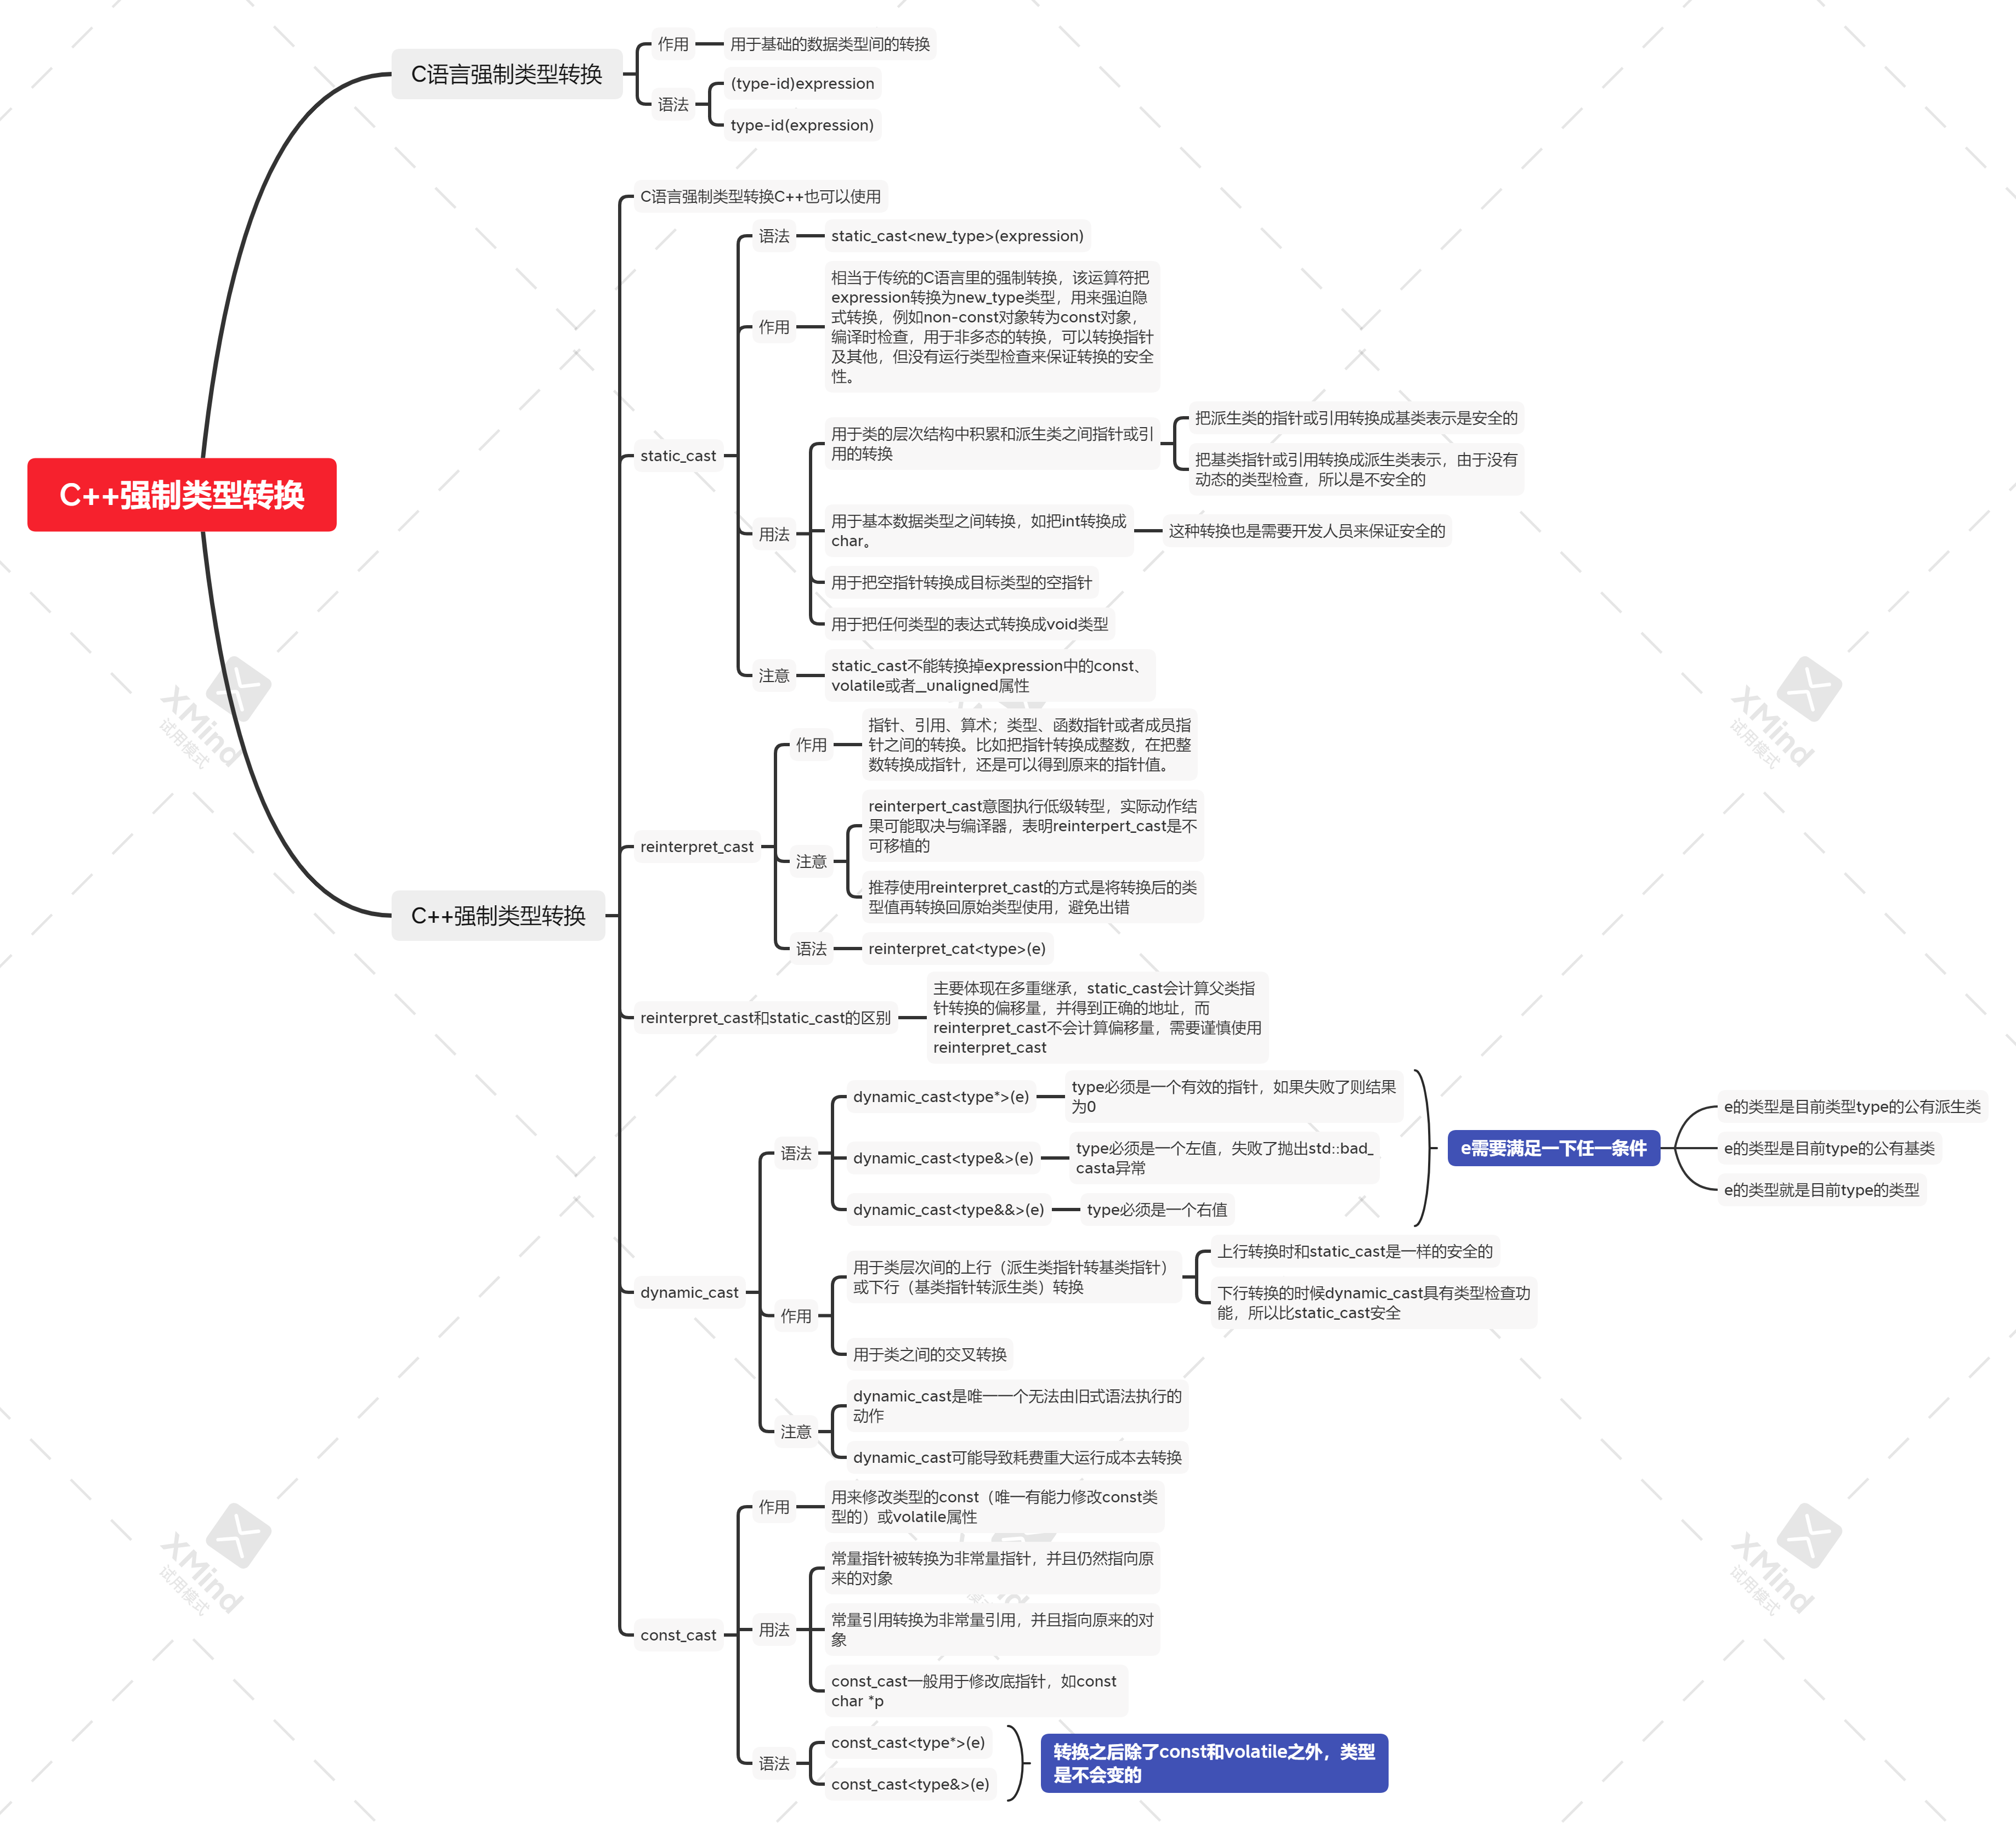 C++强制类型转换
C语言强制类型转换
作用
用于基础的数据类型间的转换
语法
(type-id)expression
type-id(expression)
C++强制类型转换
C语言强制类型转换C++也可以使用
static_cast
语法
static_cast<new_type>(expression)
作用
相当于传统的C语言里的强制转换，该运算符把
expression转换为new_type类型，用来强迫隐
式转换，例如non-const对象转为const对象，
编译时检查，用于非多态的转换，可以转换指针
及其他，但没有运行类型检查来保证转换的安全
性。
用法
用于类的层次结构中积累和派生类之间指针或引
用的转换
把派生类的指针或引用转换成基类表示是安全的
把基类指针或引用转换成派生类表示，由于没有
动态的类型检查，所以是不安全的
用于基本数据类型之间转换，如把int转换成
char。
这种转换也是需要开发人员来保证安全的
用于把空指针转换成目标类型的空指针
用于把任何类型的表达式转换成void类型
注意
static_cast不能转换掉expression中的const、
volatile或者__unaligned属性
reinterpret_cast
作用
指针、引用、算术；类型、函数指针或者成员指
针之间的转换。比如把指针转换成整数，在把整
数转换成指针，还是可以得到原来的指针值。
注意
reinterpert_cast意图执行低级转型，实际动作结
果可能取决与编译器，表明reinterpert_cast是不
可移植的
推荐使用reinterpret_cast的方式是将转换后的类
型值再转换回原始类型使用，避免出错
语法
reinterpret_cat<type>(e)
reinterpret_cast和static_cast的区别
主要体现在多重继承，static_cast会计算父类指
针转换的偏移量，并得到正确的地址，而
reinterpret_cast不会计算偏移量，需要谨慎使用
reinterpret_cast
dynamic_cast
语法
dynamic_cast<type*>(e)
type必须是一个有效的指针，如果失败了则结果
为0
dynamic_cast<type&>(e)
type必须是一个左值，失败了抛出std::bad_
casta异常
dynamic_cast<type&&>(e)
type必须是一个右值
e需要满足一下任一条件
e的类型是目前类型type的公有派生类
e的类型是目前type的公有基类
e的类型就是目前type的类型
作用
用于类层次间的上行（派生类指针转基类指针）
或下行（基类指针转派生类）转换
上行转换时和static_cast是一样的安全的
下行转换的时候dynamic_cast具有类型检查功
能，所以比static_cast安全
用于类之间的交叉转换
注意
dynamic_cast是唯一一个无法由旧式语法执行的
动作
dynamic_cast可能导致耗费重大运行成本去转换
const_cast
作用
用来修改类型的const（唯一有能力修改const类
型的）或volatile属性
用法
常量指针被转换为非常量指针，并且仍然指向原
来的对象
常量引用转换为非常量引用，并且指向原来的对
象
const_cast一般用于修改底指针，如const
char *p
语法
const_cast<type*>(e)
const_cast<type&>(e)
转换之后除了const和volatile之外，类型
是不会变的
XMind
试用模式
XMind
试用模式
XMind
试用模式
XMind
试用模式